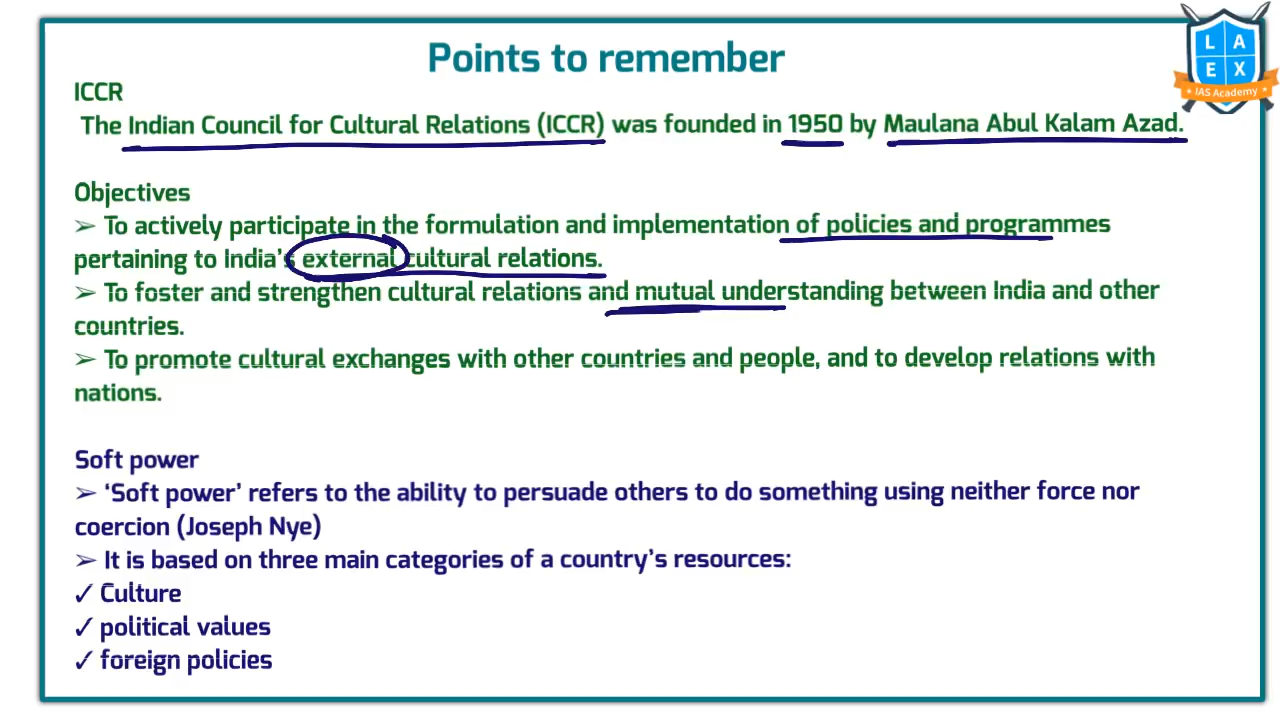 Points to remember
L A
E X
IAS Academy
ICCR
The Indian Council for Cultural Relations (ICCR) was founded in 1950 by Maulana Abul Kalam Azad.
Objectives
➢ To actively participate in the formulation and implementation of policies and programmes
pertaining to India's external cultural relations.
➢ To foster and strengthen cultural relations and mutual understanding between India and other
countries.
➢ To promote cultural exchanges with other countries and people, and to develop relations with
nations.
Soft power
➢ ‘Soft power’ refers to the ability to persuade others to do something using neither force nor
coercion (Joseph Nye)
➢ It is based on three main categories of a country’s resources:
✓ Culture
✓ political values
✓ foreign policies